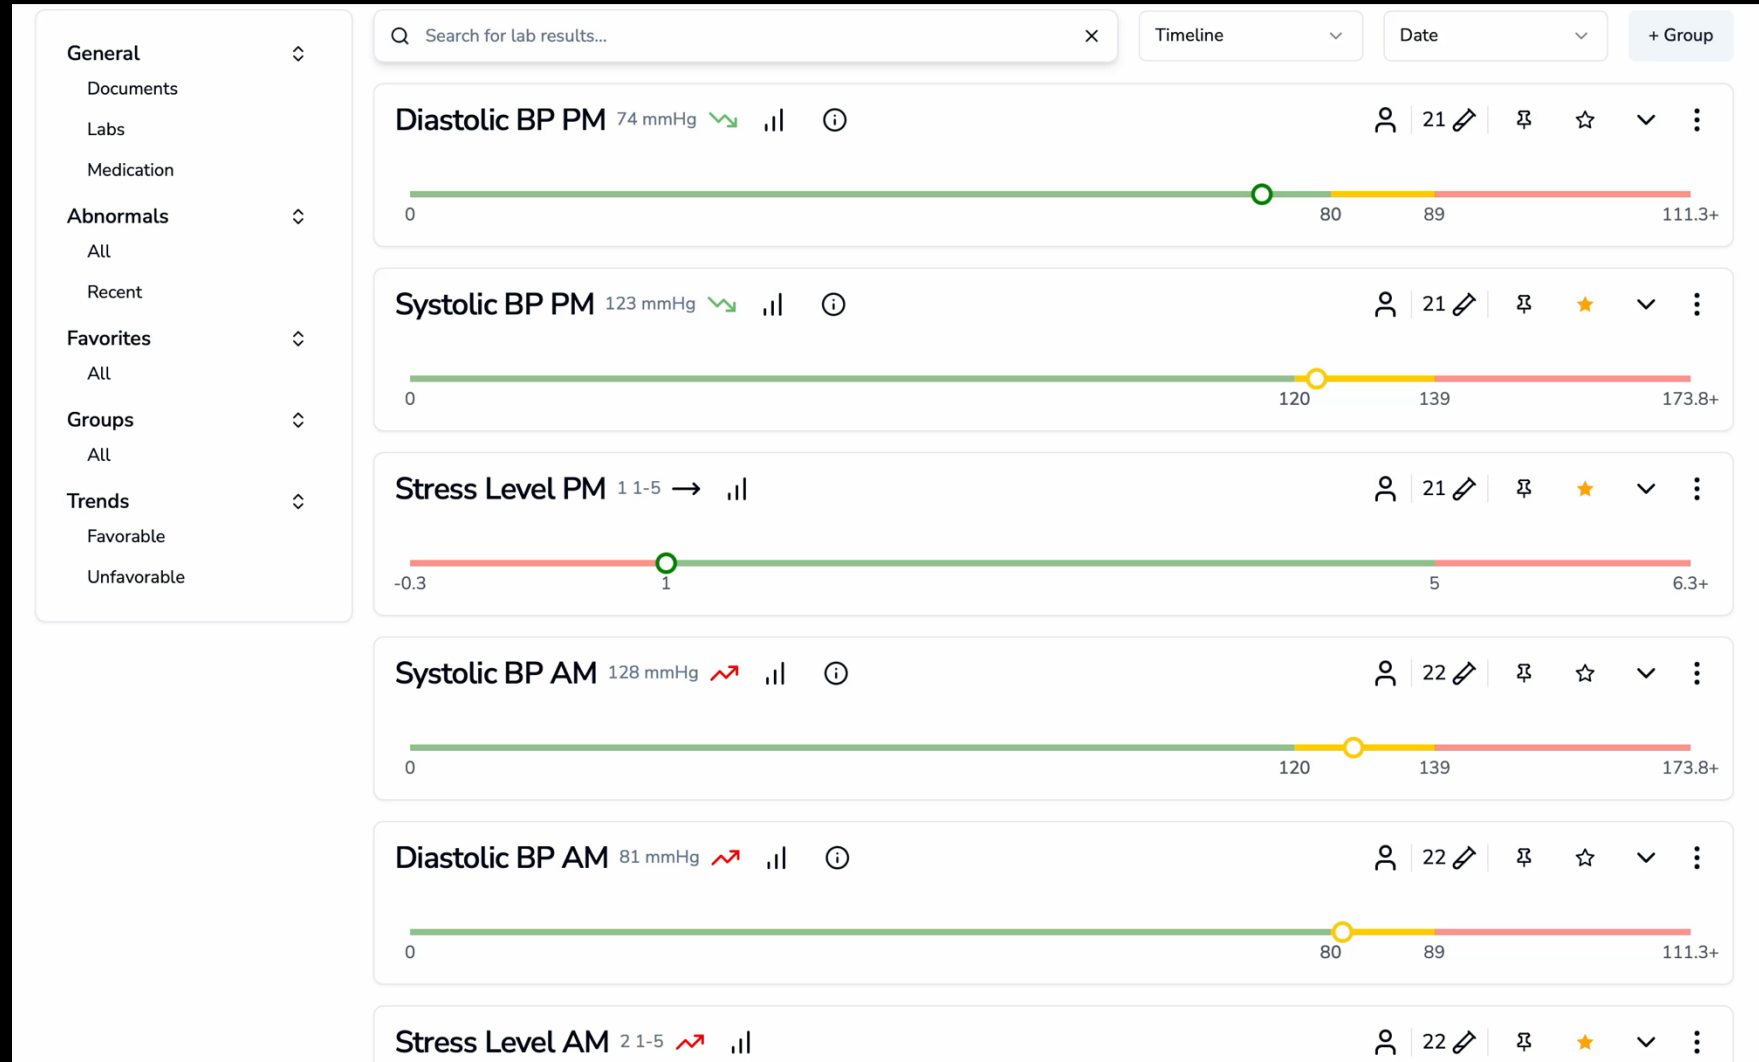 General
Documents
Labs
Medication
Abnormals
All
Recent
Favorites
All
Groups
All
Trends
Favorable
Unfavorable
Search for lab results...
Timeline
Date
+ Group
Diastolic BP PM 74 mmHg 21
0 80 89 111.3+
Systolic BP PM 123 mmHg 21
0 120 139 173.8+
Stress Level PM 1 1-5 21
-0.3 1 5 6.3+
Systolic BP AM 128 mmHg 22
0 120 139 173.8+
Diastolic BP AM 81 mmHg 22
0 80 89 111.3+
Stress Level AM 2 1-5 22